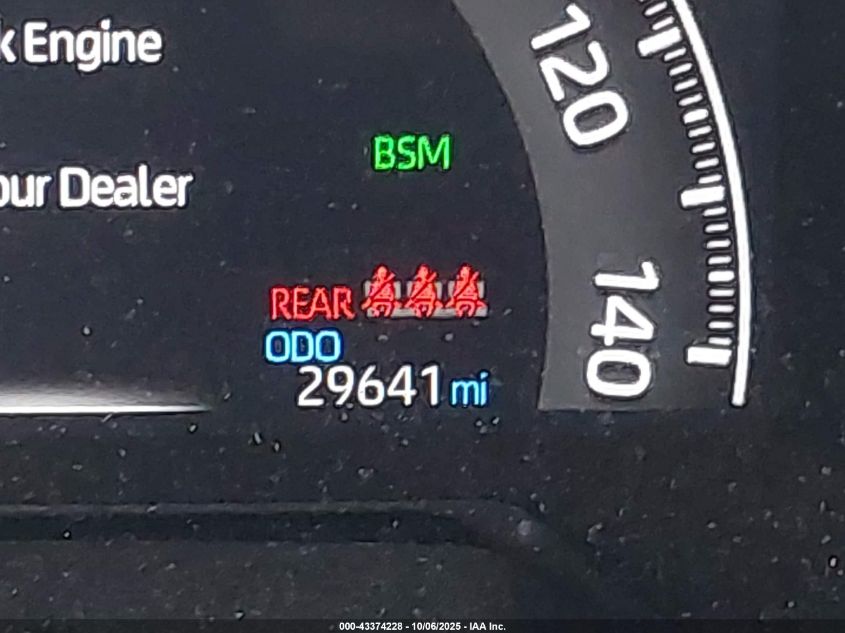 k Engine
120
BSM
our Dealer
140
REAR
ODO
29641 mi
000-43374228 - 10/06/2025 - IAA Inc.